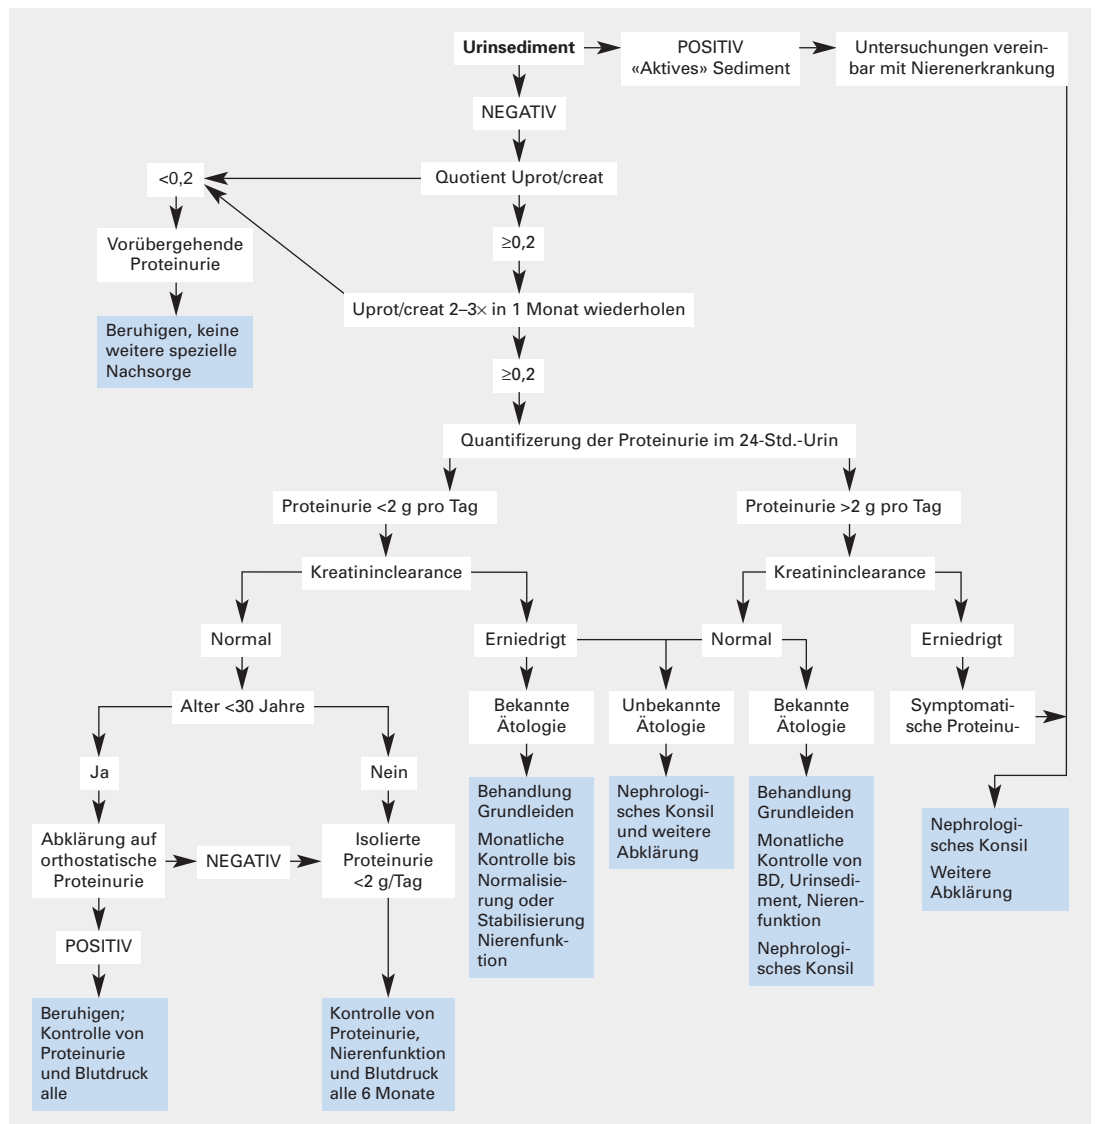 Urinsediment
POSITIV
«Aktives» Sediment
Untersuchungen verein-
bar mit Nierenerkrankung
NEGATIV
Quotient Uprot/creat
<0,2
Vorübergehende
Proteinurie
Beruhigen, keine
weitere spezielle
Nachsorge
≥0,2
Uprot/creat 2–3× in 1 Monat wiederholen
≥0,2
Quantifizerung der Proteinurie im 24-Std.-Urin
Proteinurie <2 g pro Tag
Proteinurie >2 g pro Tag
Kreatininclearance
Kreatininclearance
Normal
Erniedrigt
Normal
Erniedrigt
Alter <30 Jahre
Bekannte
Ätologie
Unbekannte
Ätologie
Bekannte
Ätologie
Symptomati-
sche Proteinu-
Ja
Nein
Abklärung auf
orthostatische
Proteinurie
NEGATIV
Isolierte
Proteinurie
<2 g/Tag
POSITIV
Beruhigen;
Kontrolle von
Proteinurie
und Blutdruck
alle
Kontrolle von
Proteinurie,
Nierenfunktion
und Blutdruck
alle 6 Monate
Behandlung
Grundleiden
Monatliche
Kontrolle bis
Normalisie-
rung oder
Stabilisierung
Nierenfunk-
tion
Nephrologi-
sches Konsil
und weitere
Abklärung
Behandlung
Grundleiden
Monatliche
Kontrolle von
BD, Urinsedi-
ment, Nieren-
funktion
Nephrologi-
sches Konsil
Nephrologi-
sches Konsil
Weitere
Abklärung